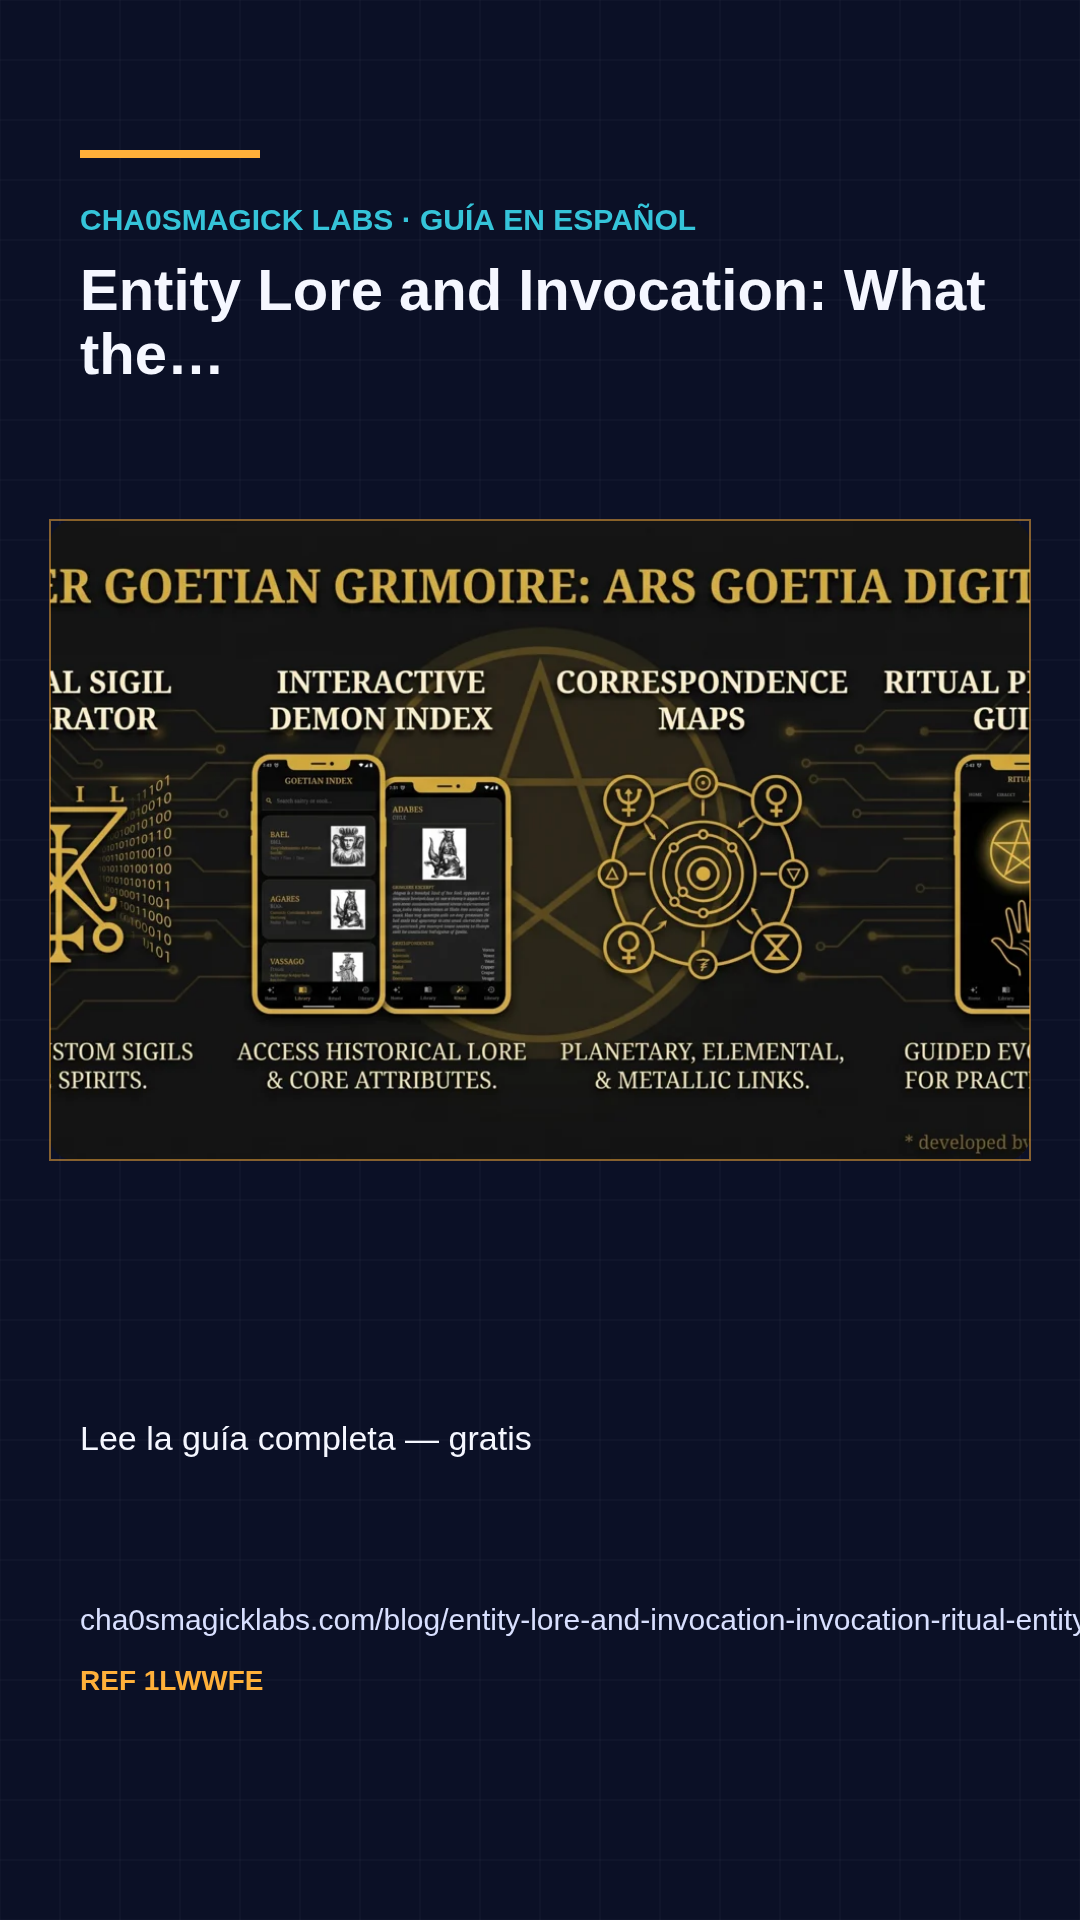 CHA0SMAGICK LABS · GUÍA EN ESPAÑOL
Entity Lore and Invocation: What
the…
ER GOETIAN GRIMOIRE: ARS GOETIA DIGIT
AL SIGIL
RATOR
INTERACTIVE
DEMON INDEX
CORRESPONDENCE
MAPS
RITUAL P
GUI
I L
GOETIAN INDEX
BAEL
AGARES
VASSAGO
ADABES
STOM SIGILS
SPIRITS.
ACCESS HISTORICAL LORE
& CORE ATTRIBUTES.
PLANETARY, ELEMENTAL,
& METALLIC LINKS.
GUIDED EVO
FOR PRACT
* developed by
Lee la guía completa — gratis
cha0smagicklabs.com/blog/entity-lore-and-invocation-invocation-ritual-entity
REF 1LWWFE